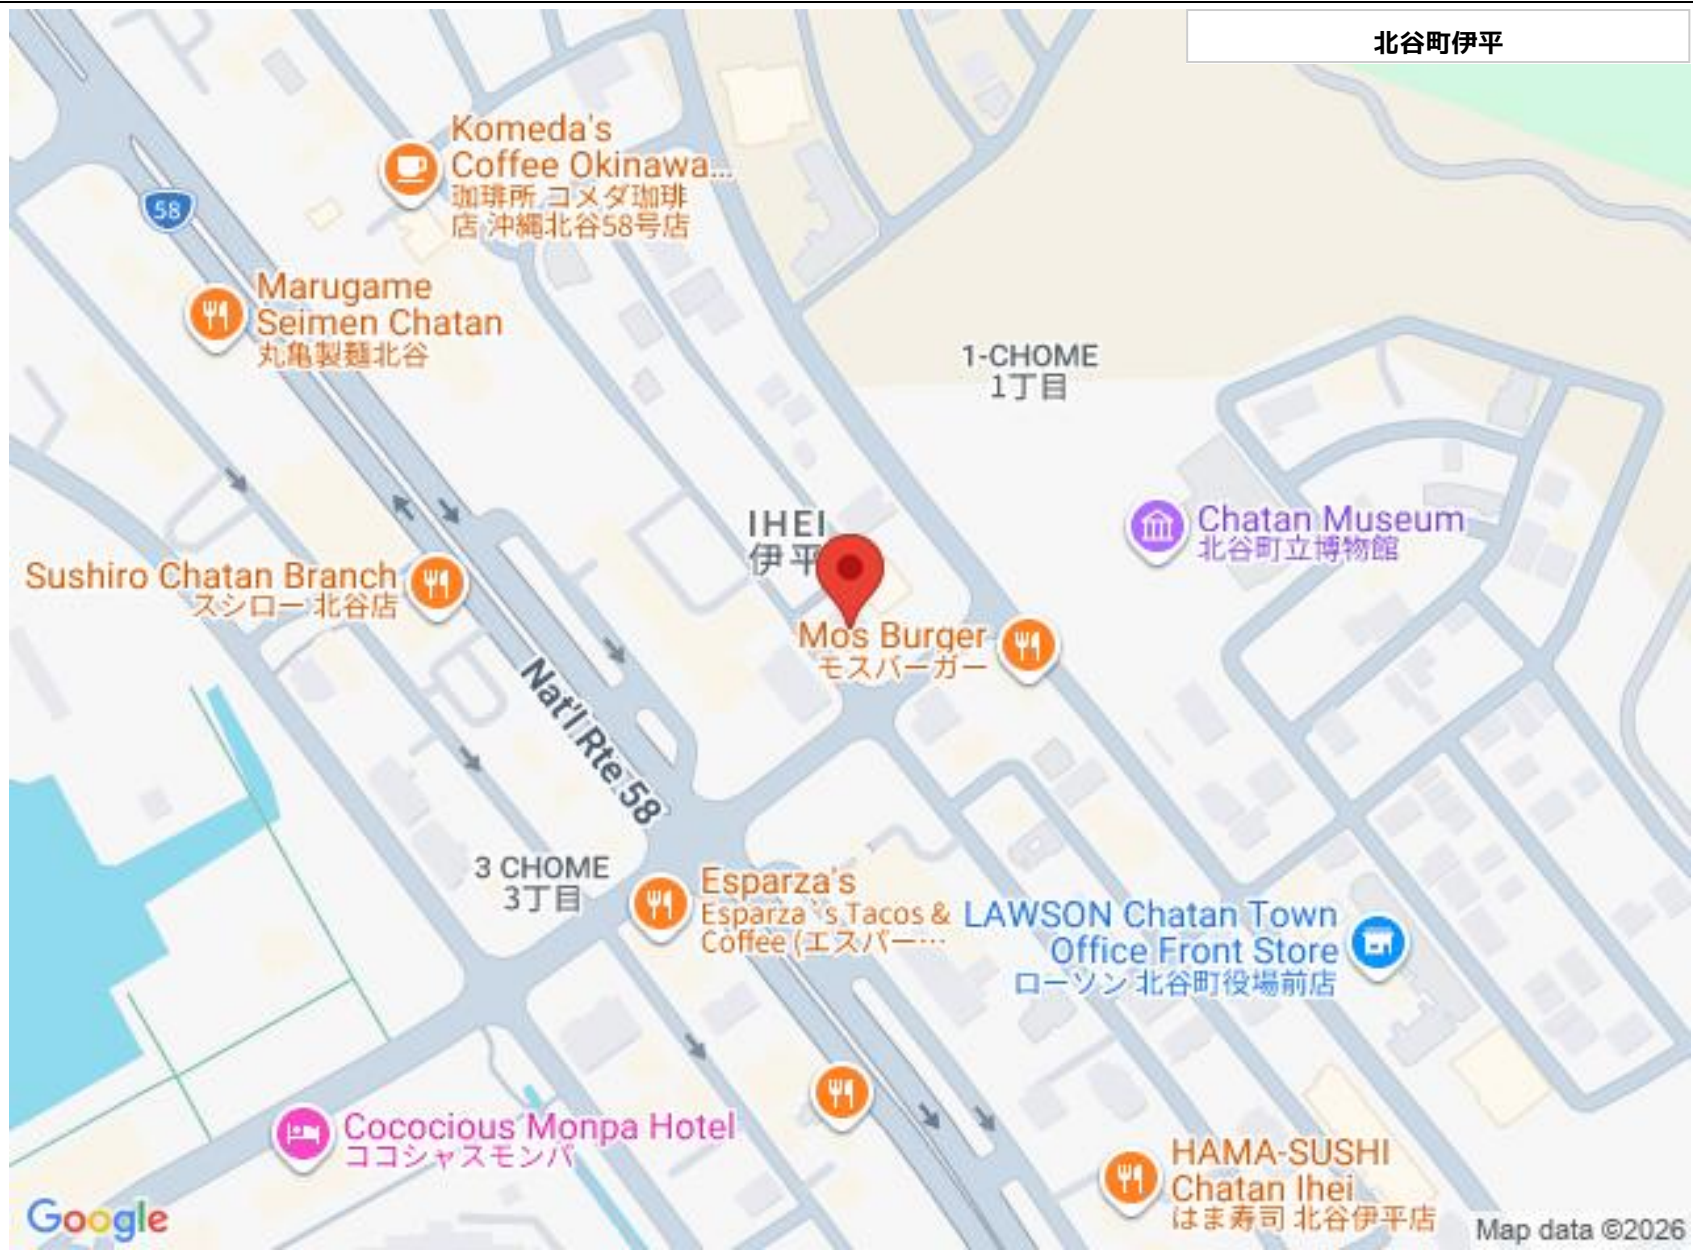 北谷町伊平
Komeda's
Coffee Okinawa...
珈琲所 コメダ珈琲
店 沖縄北谷58号店
58
Marugame
Seimen Chatan
丸亀製麺北谷
1-CHOME
1丁目
IHEI
伊平
Chatan Museum
北谷町立博物館
Sushiro Chatan Branch
スシロー 北谷店
Mos Burger
モスバーガー
Nat'l Rte 58
3 CHOME
3丁目
Esparza's
Esparza`s Tacos &
Coffee (エスパー…
LAWSON Chatan Town
Office Front Store
ローソン 北谷町役場前店
Cococious Monpa Hotel
ココシャスモンパ
HAMA-SUSHI
Chatan Ihei
はま寿司 北谷伊平店
Google
Map data ©2026